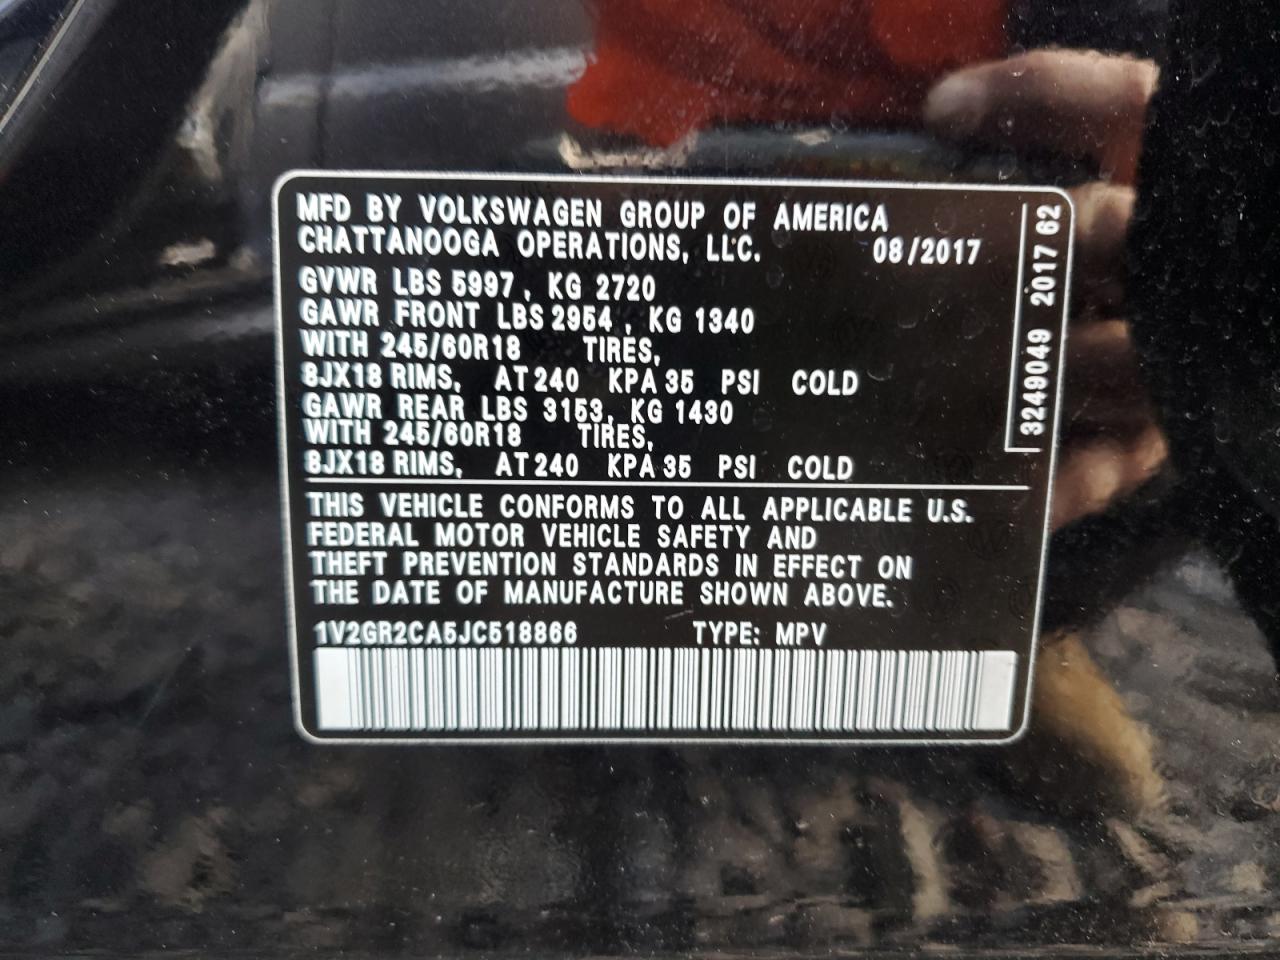 MFD BY VOLKSWAGEN GROUP OF AMERICA
CHATTANOOGA OPERATIONS, LLC. 08/2017
GVWR LBS 5997, KG 2720
GAWR FRONT LBS 2954, KG 1340
WITH 245/60R18 TIRES,
8JX18 RIMS, AT 240 KPA 35 PSI COLD
GAWR REAR LBS 3153, KG 1430
WITH 245/60R18 TIRES,
8JX18 RIMS, AT 240 KPA 35 PSI COLD
THIS VEHICLE CONFORMS TO ALL APPLICABLE U.S.
FEDERAL MOTOR VEHICLE SAFETY AND
THEFT PREVENTION STANDARDS IN EFFECT ON
THE DATE OF MANUFACTURE SHOWN ABOVE.
1V2GR2CA5JC518866 TYPE: MPV
3249049 2017 62